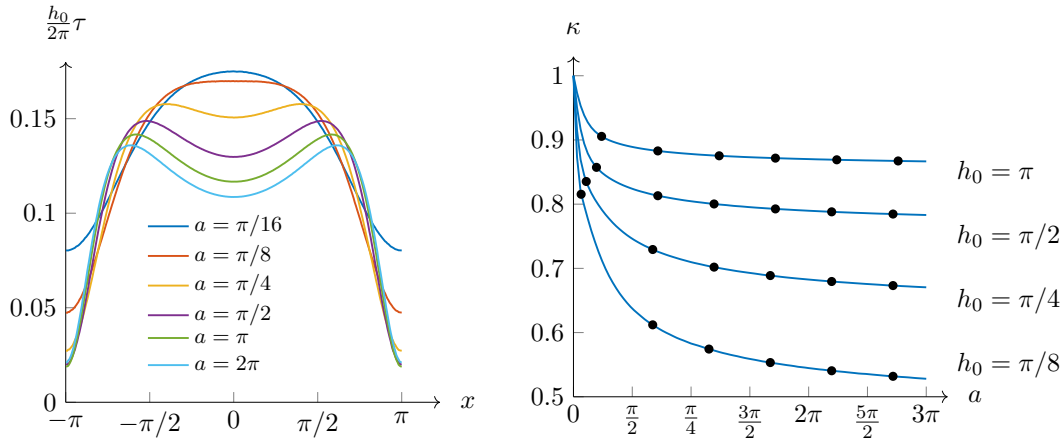 h₀/2π τ
0.15
0.1
0.05
0
−π
−π/2
0
π/2
π
x
a = π/16
a = π/8
a = π/4
a = π/2
a = π
a = 2π
κ
1
0.9
0.8
0.7
0.6
0.5
0
π/2
π/4
3π/2
2π
5π/2
3π
a
h₀ = π
h₀ = π/2
h₀ = π/4
h₀ = π/8